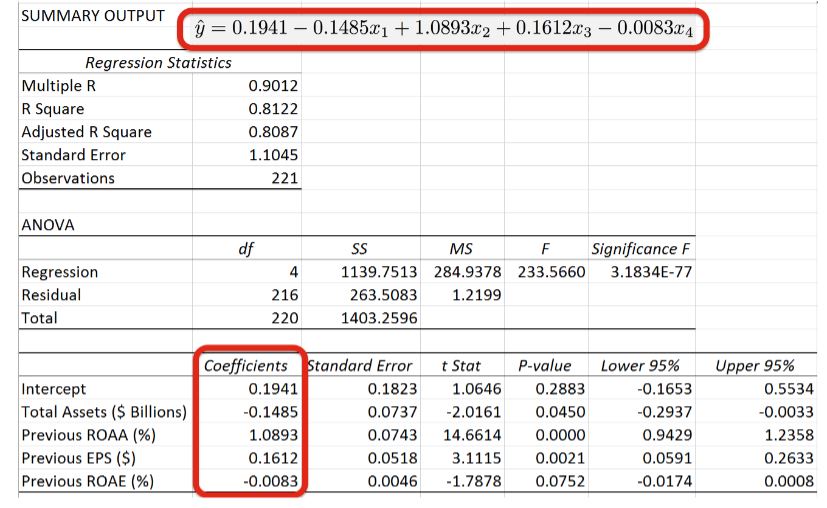 SUMMARY OUTPUT
ŷ = 0.1941 − 0.1485x₁ + 1.0893x₂ + 0.1612x₃ − 0.0083x₄
Regression Statistics
Multiple R 0.9012
R Square 0.8122
Adjusted R Square 0.8087
Standard Error 1.1045
Observations 221
ANOVA
df SS MS F Significance F
Regression 4 1139.7513 284.9378 233.5660 3.1834E-77
Residual 216 263.5083 1.2199
Total 220 1403.2596
Coefficients Standard Error t Stat P-value Lower 95% Upper 95%
Intercept 0.1941 0.1823 1.0646 0.2883 -0.1653 0.5534
Total Assets ($ Billions) -0.1485 0.0737 -2.0161 0.0450 -0.2937 -0.0033
Previous ROAA (%) 1.0893 0.0743 14.6614 0.0000 0.9429 1.2358
Previous EPS ($) 0.1612 0.0518 3.1115 0.0021 0.0591 0.2633
Previous ROAE (%) -0.0083 0.0046 -1.7878 0.0752 -0.0174 0.0008